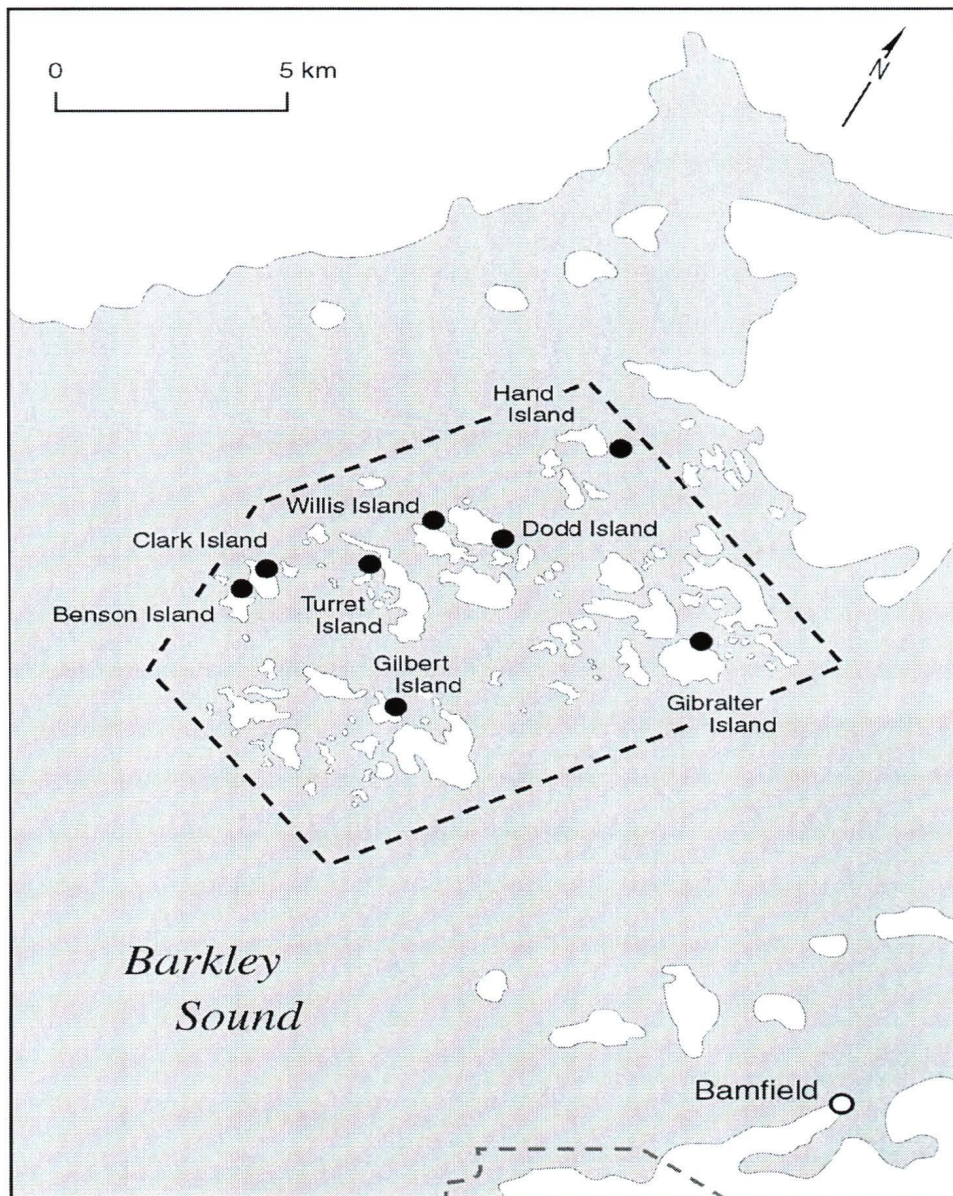 0
5 km
N
Hand
Island
Willis Island
Dodd Island
Clark Island
Benson Island
Turret
Island
Gilbert
Island
Gibralter
Island
Barkley
Sound
Bamfield